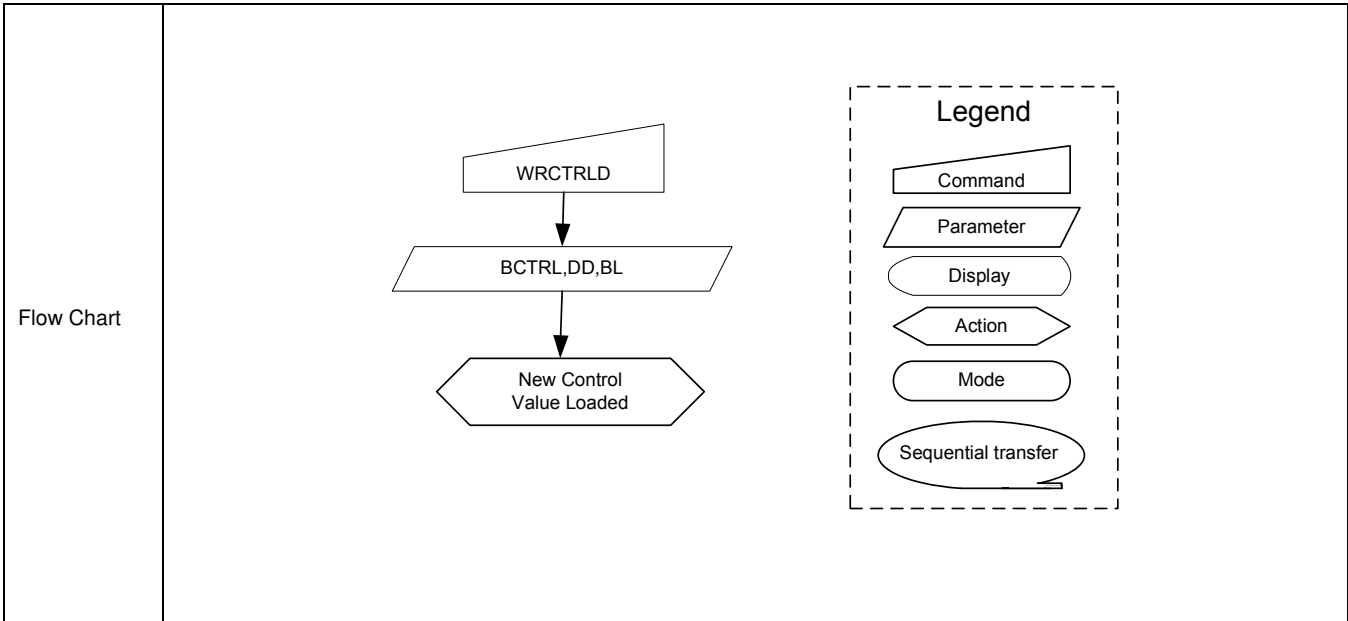 Flow Chart
WRCTRLD
BCTRL,DD,BL
New Control
Value Loaded
Legend
Command
Parameter
Display
Action
Mode
Sequential transfer